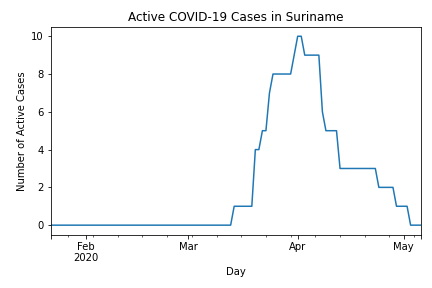 Active COVID-19 Cases in Suriname
10
8
6
4
2
0
Number of Active Cases
Feb Mar Apr May
2020
Day